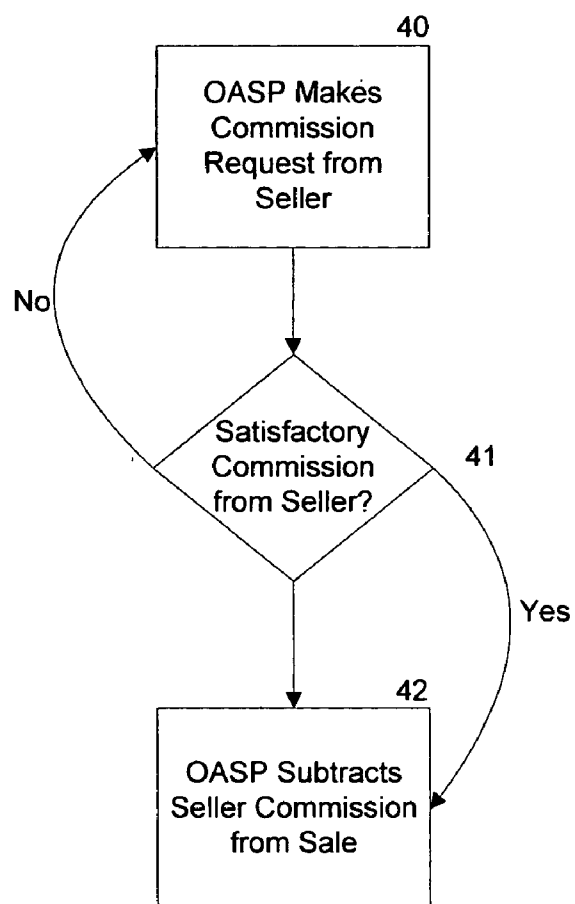 40
OASP Makes
Commission
Request from
Seller
No
Satisfactory
Commission
from Seller?
41
Yes
42
OASP Subtracts
Seller Commission
from Sale